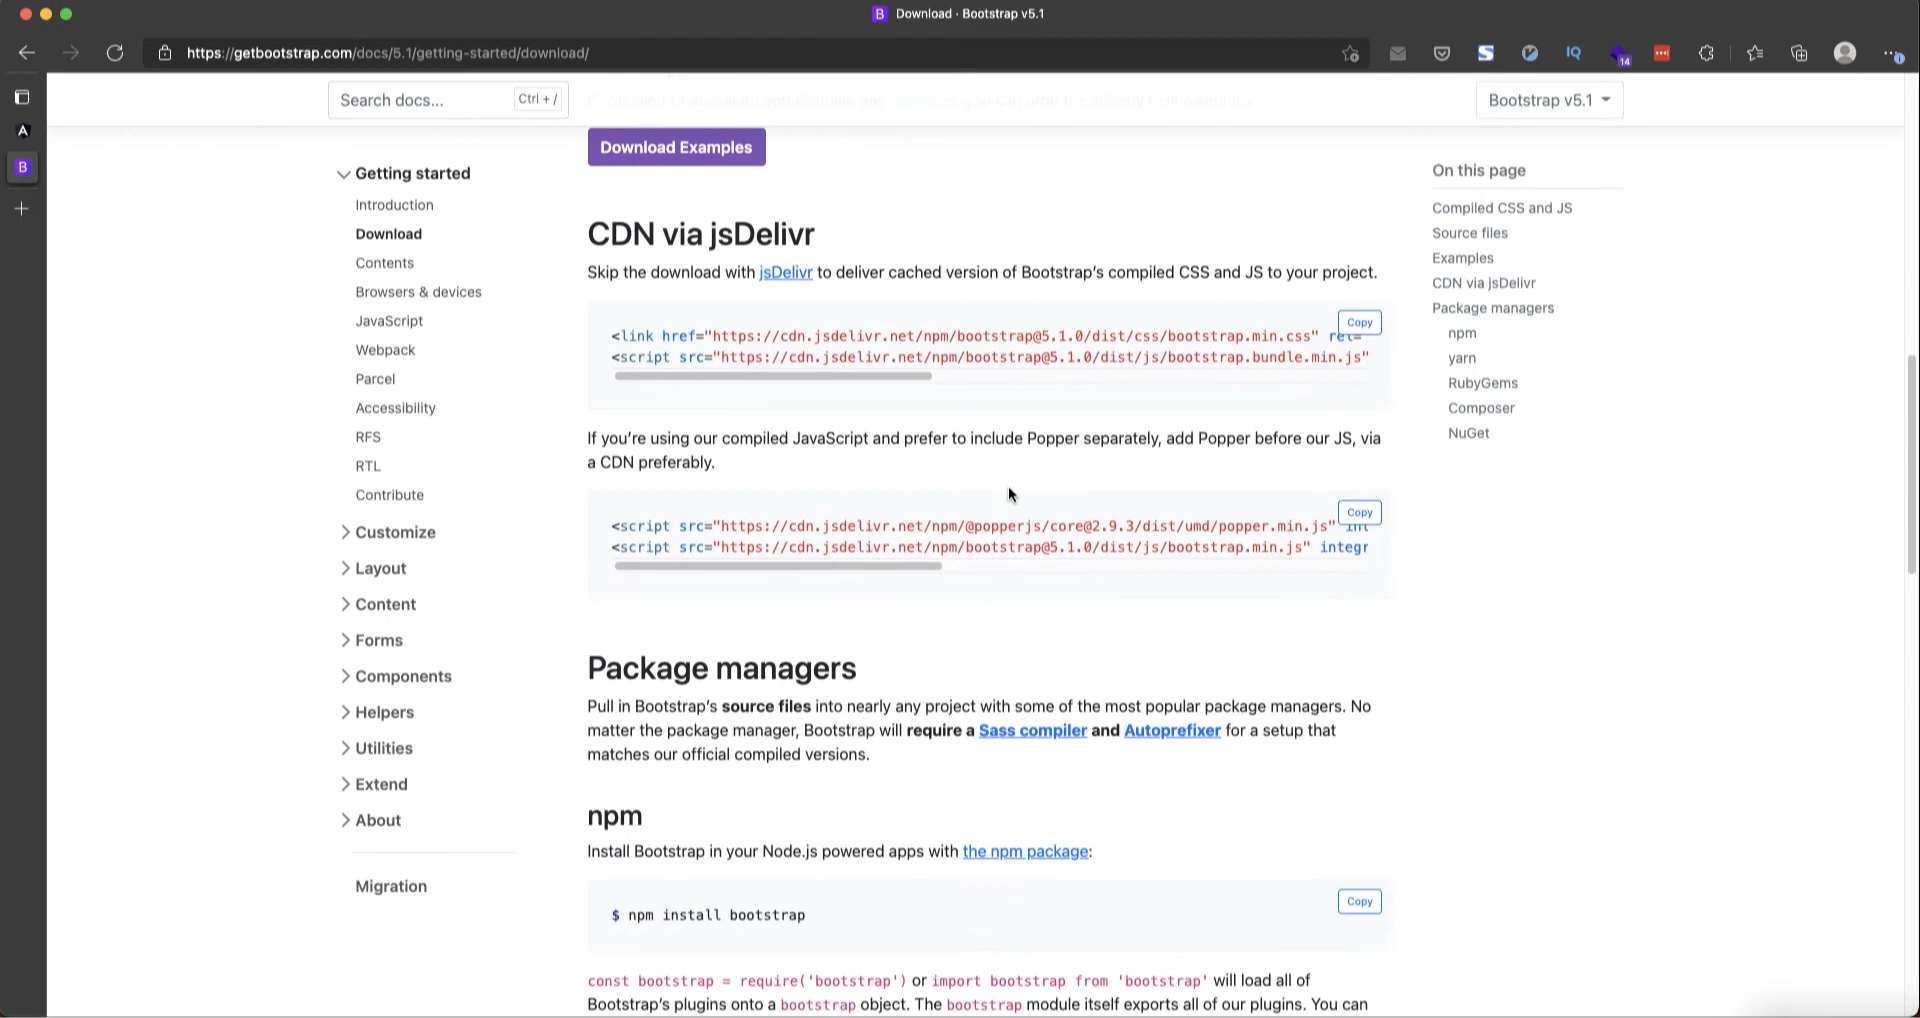 B Download · Bootstrap v5.1
https://getbootstrap.com/docs/5.1/getting-started/download/
IQ
14
Search docs...
Ctrl + /
Bootstrap v5.1
A
B
Download Examples
Getting started
Introduction
Download
Contents
Browsers & devices
JavaScript
Webpack
Parcel
Accessibility
RFS
RTL
Contribute
Customize
Layout
Content
Forms
Components
Helpers
Utilities
Extend
About
Migration
CDN via jsDelivr
Skip the download with jsDelivr to deliver cached version of Bootstrap's compiled CSS and JS to your project.
Copy
<link href="https://cdn.jsdelivr.net/npm/bootstrap@5.1.0/dist/css/bootstrap.min.css" rel=
<script src="https://cdn.jsdelivr.net/npm/bootstrap@5.1.0/dist/js/bootstrap.bundle.min.js"
If you're using our compiled JavaScript and prefer to include Popper separately, add Popper before our JS, via
a CDN preferably.
Copy
<script src="https://cdn.jsdelivr.net/npm/@popperjs/core@2.9.3/dist/umd/popper.min.js" int
<script src="https://cdn.jsdelivr.net/npm/bootstrap@5.1.0/dist/js/bootstrap.min.js" integr
Package managers
Pull in Bootstrap's source files into nearly any project with some of the most popular package managers. No
matter the package manager, Bootstrap will require a Sass compiler and Autoprefixer for a setup that
matches our official compiled versions.
npm
Install Bootstrap in your Node.js powered apps with the npm package:
Copy
$ npm install bootstrap
const bootstrap = require('bootstrap') or import bootstrap from 'bootstrap' will load all of
Bootstrap's plugins onto a bootstrap object. The bootstrap module itself exports all of our plugins. You can
On this page
Compiled CSS and JS
Source files
Examples
CDN via jsDelivr
Package managers
npm
yarn
RubyGems
Composer
NuGet